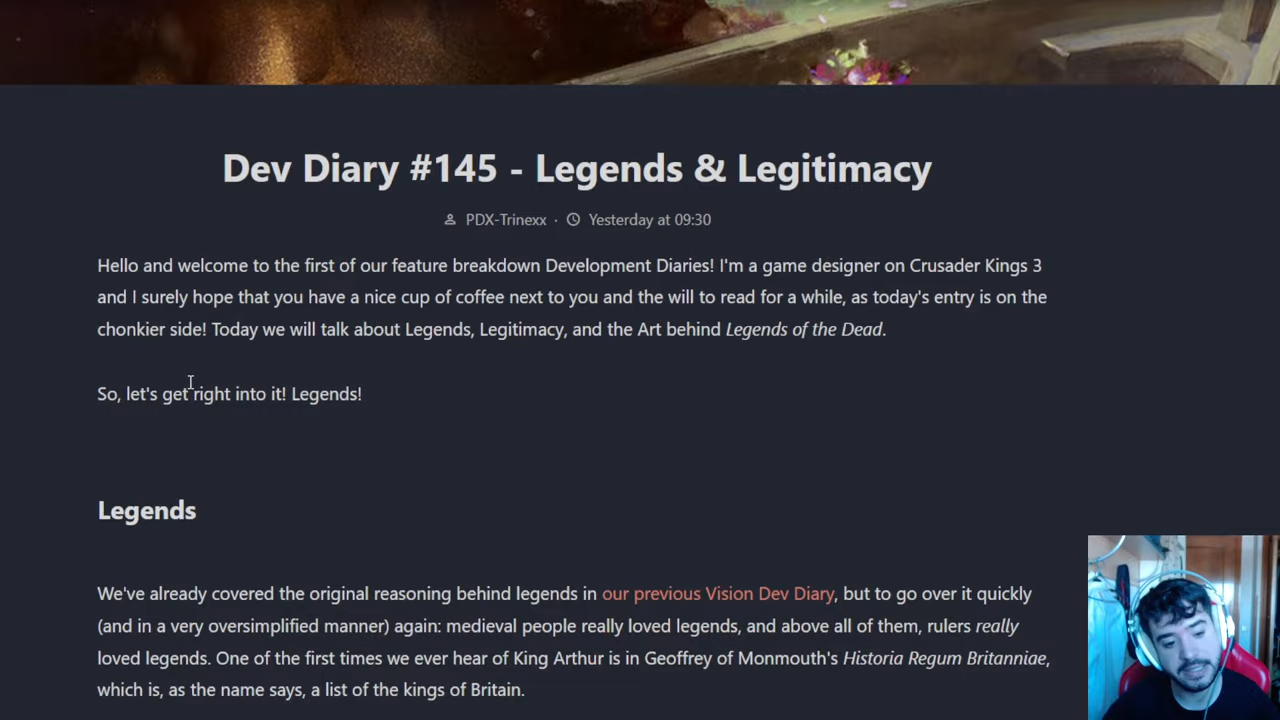 Dev Diary #145 - Legends & Legitimacy
PDX-Trinexx · Yesterday at 09:30
Hello and welcome to the first of our feature breakdown Development Diaries! I'm a game designer on Crusader Kings 3
and I surely hope that you have a nice cup of coffee next to you and the will to read for a while, as today's entry is on the
chonkier side! Today we will talk about Legends, Legitimacy, and the Art behind Legends of the Dead.
So, let's get right into it! Legends!
Legends
We've already covered the original reasoning behind legends in our previous Vision Dev Diary, but to go over it quickly
(and in a very oversimplified manner) again: medieval people really loved legends, and above all of them, rulers really
loved legends. One of the first times we ever hear of King Arthur is in Geoffrey of Monmouth's Historia Regum Britanniae,
which is, as the name says, a list of the kings of Britain.